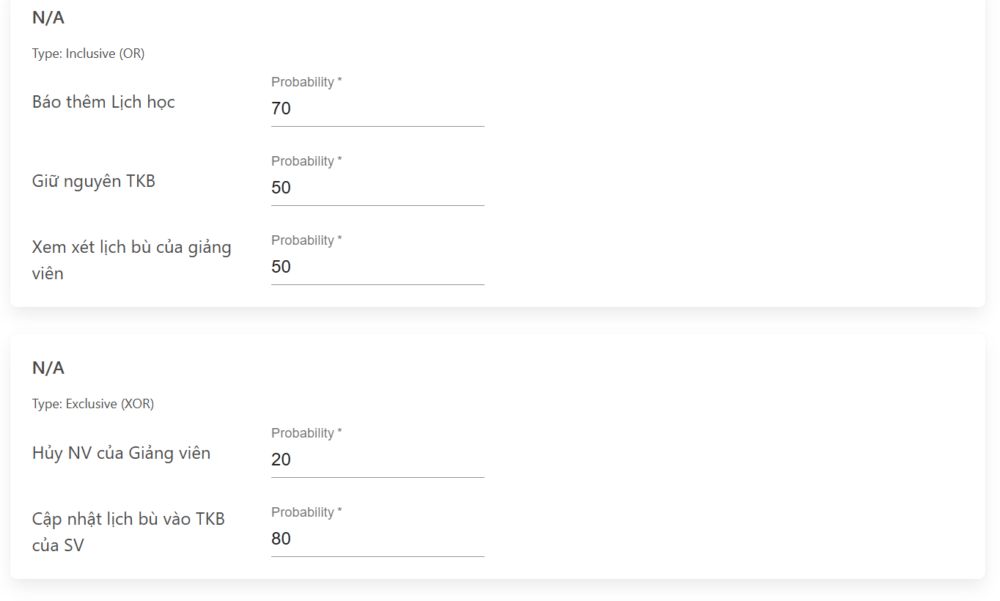 N/A
Type: Inclusive (OR)
Probability *
Báo thêm Lịch học
70
Probability *
Giữ nguyên TKB
50
Probability *
Xem xét lịch bù của giảng
viên
50
N/A
Type: Exclusive (XOR)
Probability *
Hủy NV của Giảng viên
20
Probability *
Cập nhật lịch bù vào TKB
của SV
80